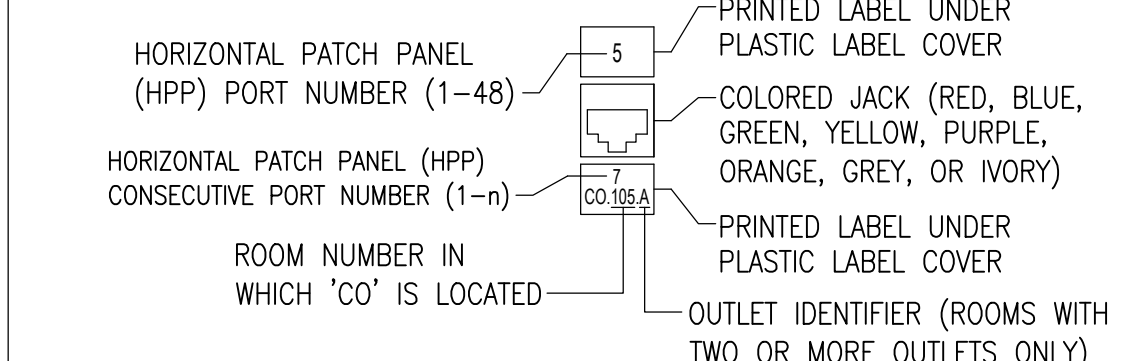 PRINTED LABEL UNDER
PLASTIC LABEL COVER
HORIZONTAL PATCH PANEL
(HPP) PORT NUMBER (1-48)
5
COLORED JACK (RED, BLUE,
GREEN, YELLOW, PURPLE,
ORANGE, GREY, OR IVORY)
HORIZONTAL PATCH PANEL (HPP)
CONSECUTIVE PORT NUMBER (1-n)
7
CO.105.A
PRINTED LABEL UNDER
PLASTIC LABEL COVER
ROOM NUMBER IN
WHICH 'CO' IS LOCATED
OUTLET IDENTIFIER (ROOMS WITH
TWO OR MORE OUTLETS ONLY)